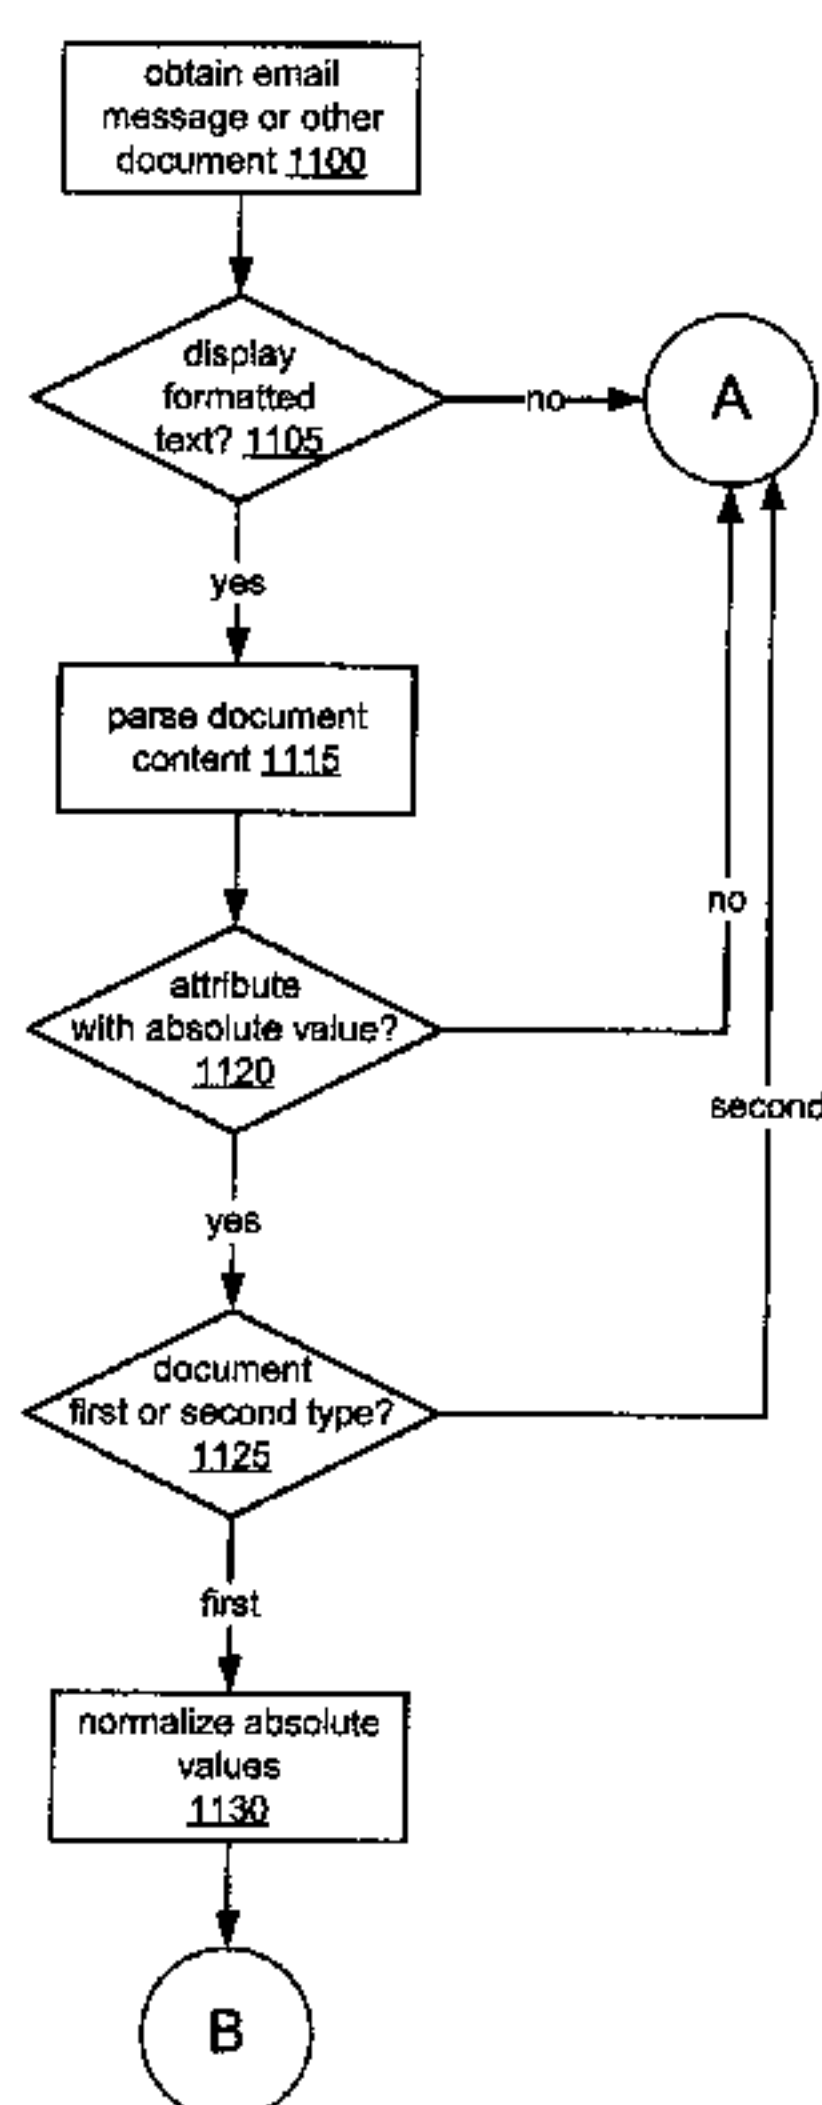 obtain email
message or other
document 1100
display
formatted
text? 1105
no
A
yes
parse document
content 1115
no
attribute
with absolute value?
1120
second
yes
document
first or second type?
1125
first
normalize absolute
values
1130
B